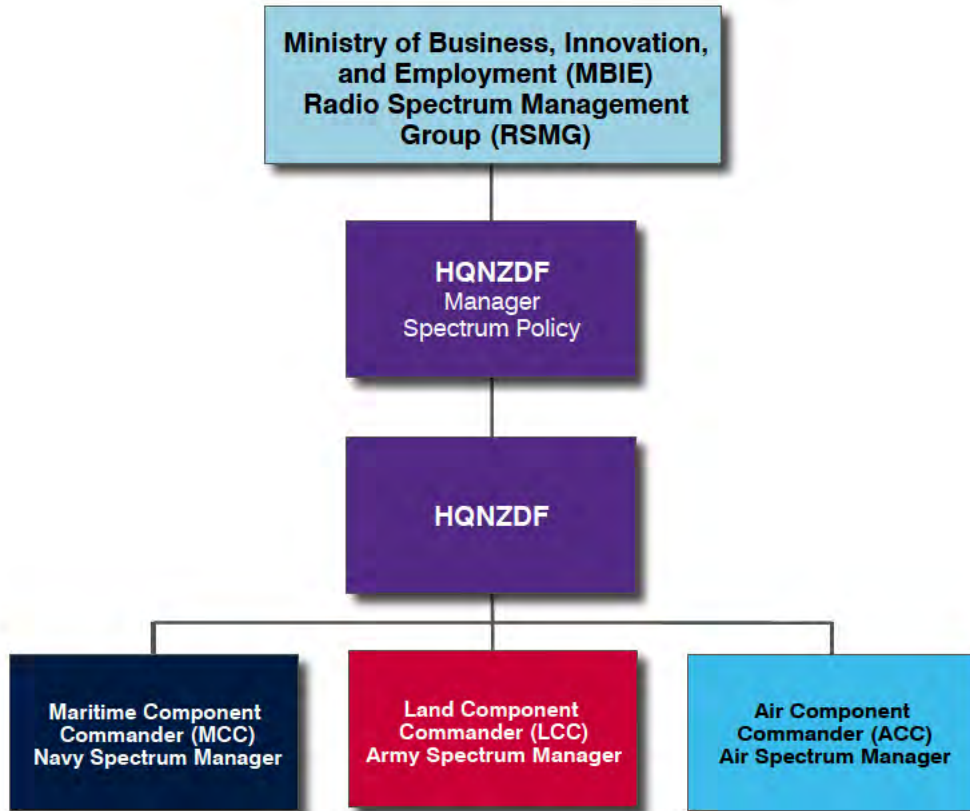 Ministry of Business, Innovation,
and Employment (MBIE)
Radio Spectrum Management
Group (RSMG)
HQNZDF
Manager
Spectrum Policy
HQNZDF
Maritime Component
Commander (MCC)
Navy Spectrum Manager
Land Component
Commander (LCC)
Army Spectrum Manager
Air Component
Commander (ACC)
Air Spectrum Manager